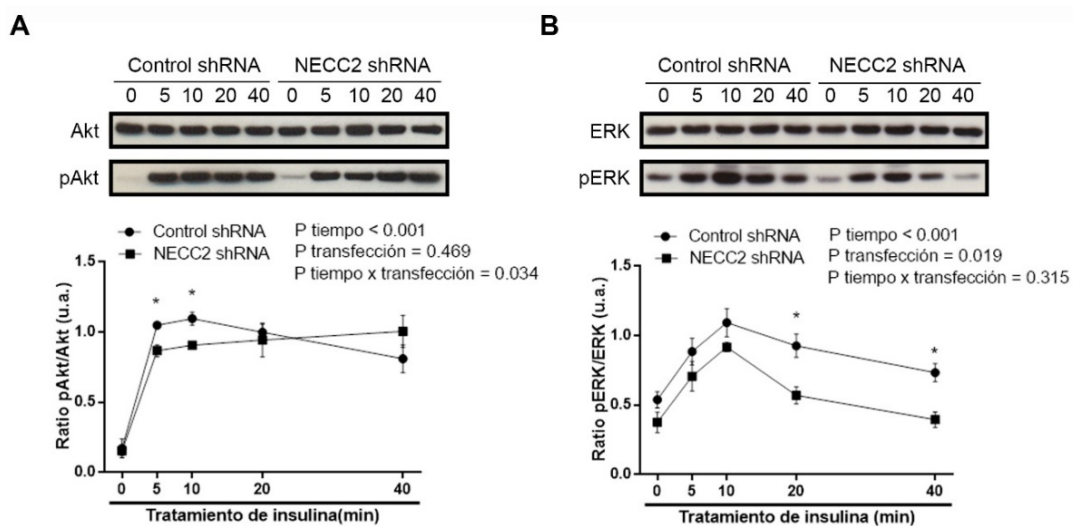 A
Control shRNA NECC2 shRNA
0 5 10 20 40 0 5 10 20 40
Akt
pAkt
Control shRNA
NECC2 shRNA
P tiempo < 0.001
P transfección = 0.469
P tiempo x transfección = 0.034
Ratio pAkt/Akt (u.a.)
1.5
1.0
0.5
0.0
* *
0 5 10 20 40
Tratamiento de insulina(min)
B
Control shRNA NECC2 shRNA
0 5 10 20 40 0 5 10 20 40
ERK
pERK
Control shRNA
NECC2 shRNA
P tiempo < 0.001
P transfección = 0.019
P tiempo x transfección = 0.315
Ratio pERK/ERK (u.a.)
1.5
1.0
0.5
0.0
* *
0 5 10 20 40
Tratamiento de insulina(min)